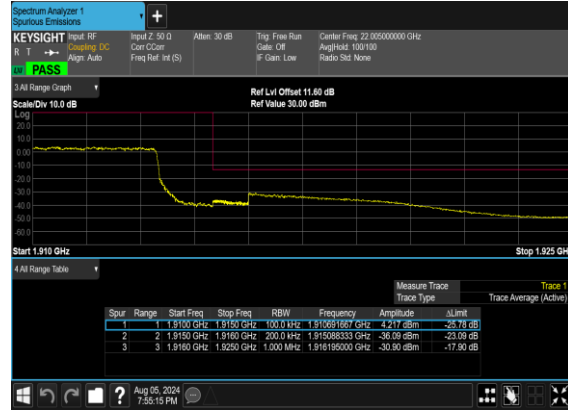 Spectrum Analyzer 1
Spurious Emissions
KEYSIGHT
R T
LM PASS
Input: RF
Coupling: DC
Align: Auto
Input Z: 50 Ω
Corr CCorr
Freq Ref: Int (S)
Atten: 30 dB
Trig: Free Run
Gate: Off
IF Gain: Low
Center Freq: 22.005000000 GHz
Avg|Hold: 100/100
Radio Std: None
3 All Range Graph
Ref Lvl Offset 11.60 dB
Scale/Div 10.0 dB
Ref Value 30.00 dBm
Log
20.0
10.0
0.00
-10.0
-20.0
-30.0
-40.0
-50.0
-60.0
Start 1.910 GHz
Stop 1.925 GH
4 All Range Table
Measure Trace Trace 1
Trace Type Trace Average (Active)
Spur Range Start Freq Stop Freq RBW Frequency Amplitude ΔLimit
1 1 1.9100 GHz 1.9150 GHz 100.0 kHz 1.910691667 GHz 4.217 dBm -25.78 dB
2 2 1.9150 GHz 1.9160 GHz 200.0 kHz 1.915088333 GHz -36.09 dBm -23.09 dB
3 3 1.9160 GHz 1.9250 GHz 1.000 MHz 1.916195000 GHz -30.90 dBm -17.90 dB
?
Aug 05, 2024
7:55:15 PM